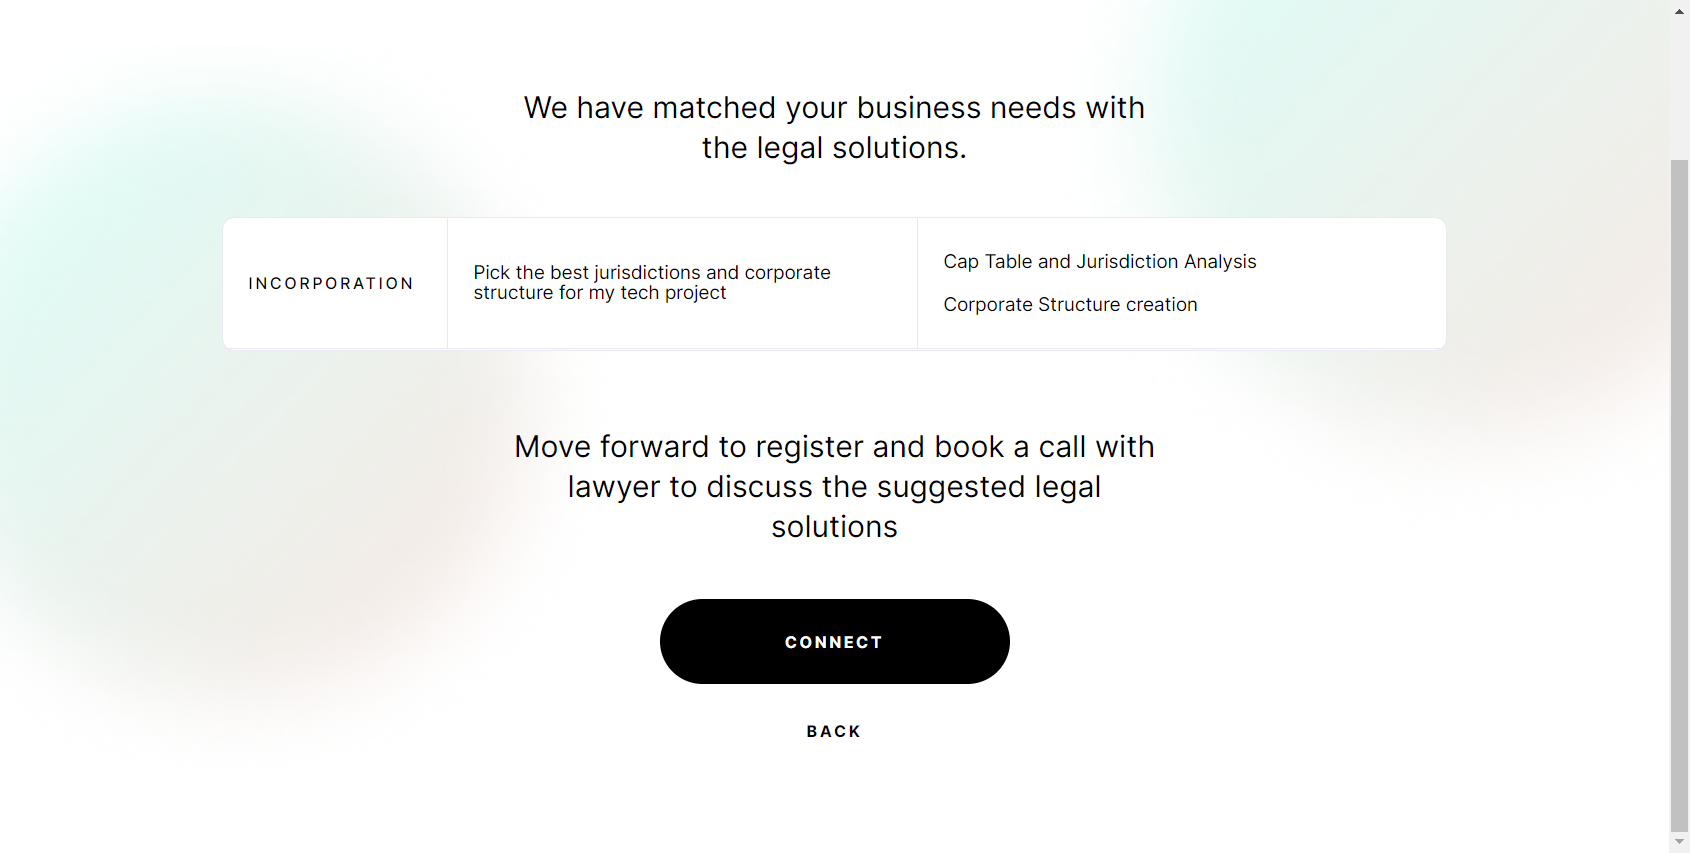 We have matched your business needs with
the legal solutions.
INCORPORATION
Pick the best jurisdictions and corporate
structure for my tech project
Cap Table and Jurisdiction Analysis
Corporate Structure creation
Move forward to register and book a call with
lawyer to discuss the suggested legal
solutions
CONNECT
BACK